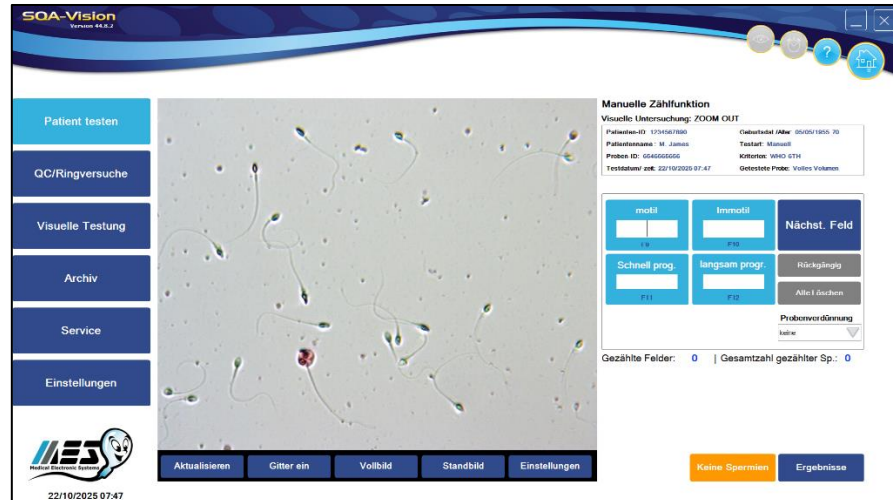 SQA-Vision
Version 44.8.2
?
Patient testen
QC/Ringversuche
Visuelle Testung
Archiv
Service
Einstellungen
MES
Medical Electronic Systems
22/10/2025 07:47
Aktualisieren
Gitter ein
Vollbild
Standbild
Einstellungen
Manuelle Zählfunktion
Visuelle Untersuchung: ZOOM OUT
Patienten-ID: 1234567890 Geburtsdat /Alter: 05/05/1955 70
Patientenname: M. James Testart: Manuell
Proben-ID: 6645665666 Kriterien: WHO 6TH
Testdatum/ zeit: 22/10/2025 07:47 Getestete Probe: Volles Volumen
motil Immotil Nächst. Feld
F9 F10
Schnell prog. langsam progr. Rückgängig
F11 F12 Alle Löschen
Probenverdünnung
keine
Gezählte Felder: 0 | Gesamtzahl gezählter Sp.: 0
Keine Spermien
Ergebnisse